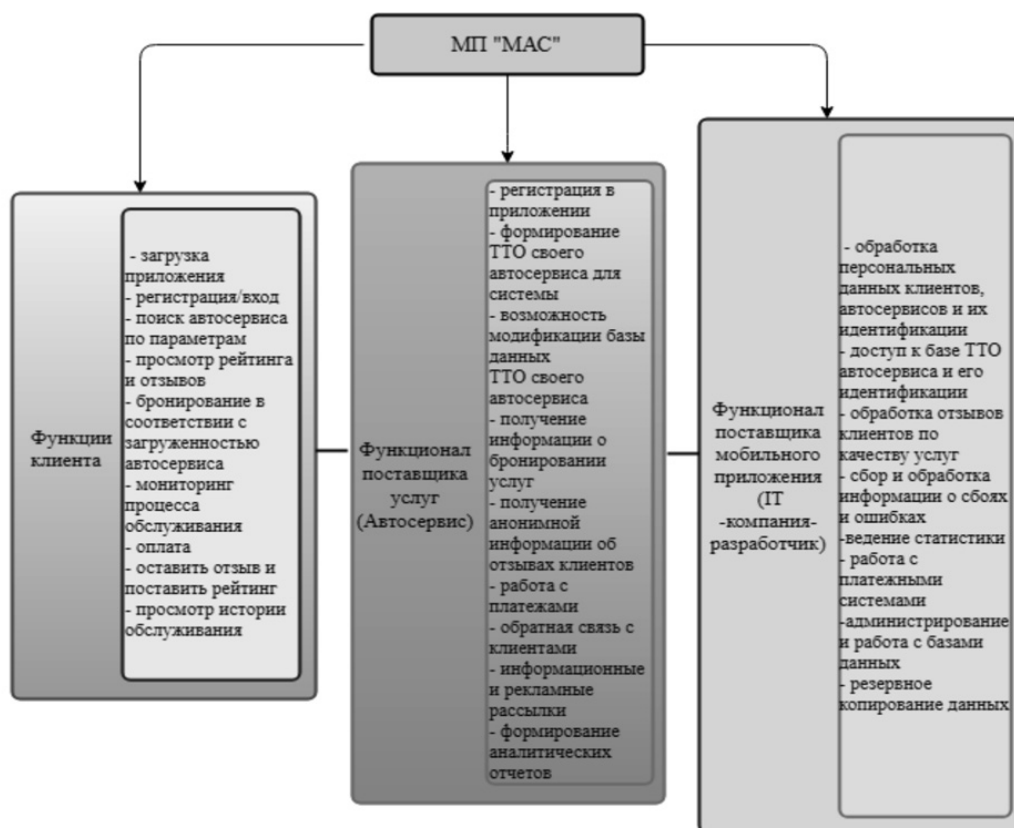 МП "МАС"
Функции
клиента
- загрузка
приложения
- регистрация/вход
- поиск автосервиса
по параметрам
- просмотр рейтинга
и отзывов
- бронирование в
соответствии с
загруженностью
автосервиса
- мониторинг
процесса
обслуживания
- оплата
- оставить отзыв и
поставить рейтинг
- просмотр истории
обслуживания
Функционал
поставщика
услуг
(Автосервис)
- регистрация в
приложении
- формирование
ТТО своего
автосервиса для
системы
- возможность
модификации базы
данных
ТТО своего
автосервиса
- получение
информации о
бронировании
услуг
- получение
анонимной
информации об
отзывах клиентов
- работа с
платежами
- обратная связь с
клиентами
- информационные
и рекламные
рассылки
- формирование
аналитических
отчетов
Функционал
поставщика
мобильного
приложения
(IT
-компания-
разработчик)
- обработка
персональных
данных клиентов,
автосервисов и их
идентификации
- доступ к базе ТТО
автосервиса и его
идентификации
- обработка отзывов
клиентов по
качеству услуг
- сбор и обработка
информации о сбоях
и ошибках
-ведение статистики
- работа с
платежными
системами
-администрирование
и работа с базами
данных
- резервное
копирование данных